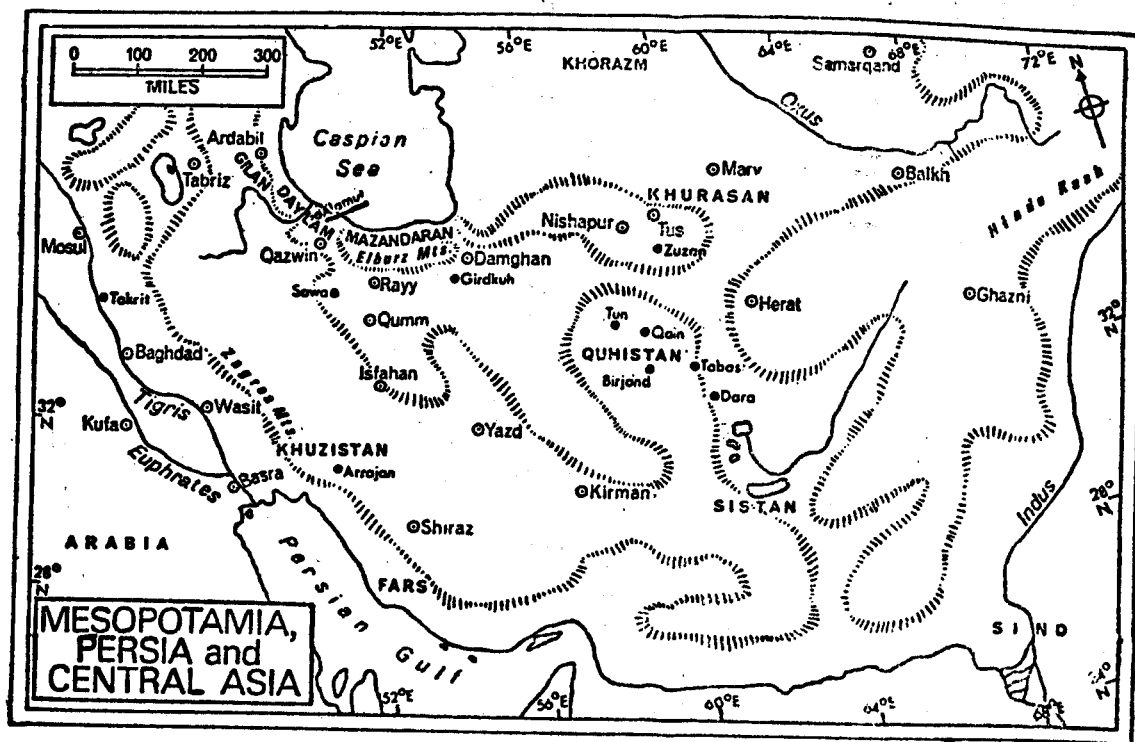 0 100 200 300
MILES
52°E
56°E
60°E
64°E
68°E
72°E
N
KHORAZM
Samarqand
Oxus
Caspian
Sea
Ardabil
Tabriz
GILAN
DAYLAM
Alamut
Marv
KHURASAN
Balkh
Hindu Kush
Mosul
Qazwin
MAZANDARAN
Elburz Mts.
Damghan
Girdkuh
Nishapur
Tus
Zuzan
Takrit
Sawa
Rayy
Qumm
Herat
Ghazni
32°
N
Baghdad
Zagros Mts.
Isfahan
Tun
Qain
QUHISTAN
Birjand
Tabas
Dara
32°
N
Kufa
Tigris
Wasit
Yazd
Euphrates
KHUZISTAN
Arrajan
Basra
Kirman
SISTAN
28°
N
Indus
ARABIA
Shiraz
Persian Gulf
FARS
28°
N
SIND
24°
N
MESOPOTAMIA,
PERSIA and
CENTRAL ASIA
52°E
56°E
60°E
64°E
68°E